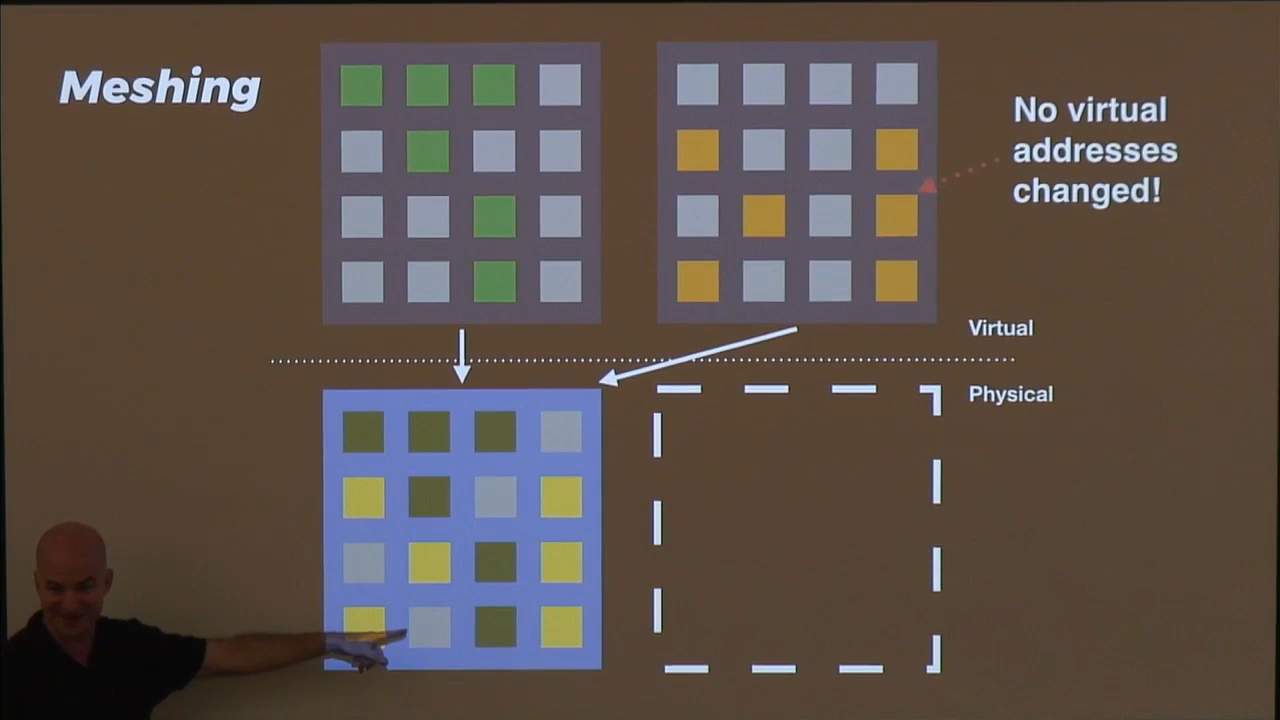 Meshing
No virtual
addresses
changed!
Virtual
Physical